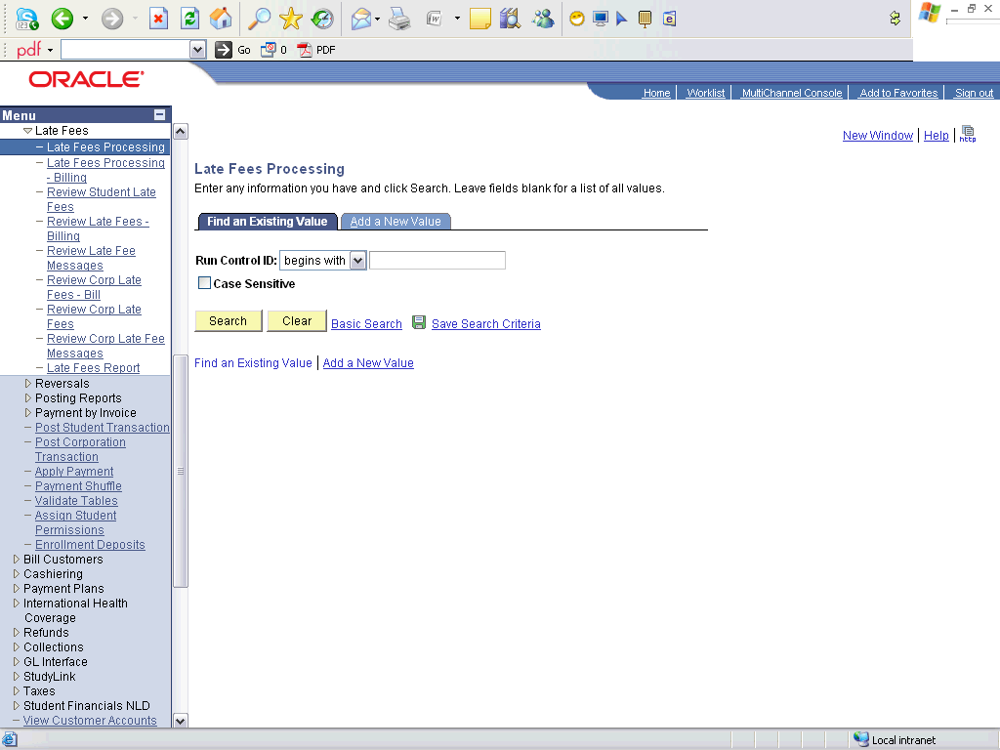 pdf Go 0 PDF
ORACLE
Home Worklist MultiChannel Console Add to Favorites Sign out
Menu
Late Fees
Late Fees Processing
Late Fees Processing
- Billing
Review Student Late
Fees
Review Late Fees -
Billing
Review Late Fee
Messages
Review Corp Late
Fees - Bill
Review Corp Late
Fees
Review Corp Late Fee
Messages
Late Fees Report
Reversals
Posting Reports
Payment by Invoice
Post Student Transaction
Post Corporation
Transaction
Apply Payment
Payment Shuffle
Validate Tables
Assign Student
Permissions
Enrollment Deposits
Bill Customers
Cashiering
Payment Plans
International Health
Coverage
Refunds
Collections
GL Interface
StudyLink
Taxes
Student Financials NLD
View Customer Accounts
New Window Help http
Late Fees Processing
Enter any information you have and click Search. Leave fields blank for a list of all values.
Find an Existing Value Add a New Value
Run Control ID: begins with
Case Sensitive
Search Clear Basic Search Save Search Criteria
Find an Existing Value Add a New Value
Local intranet